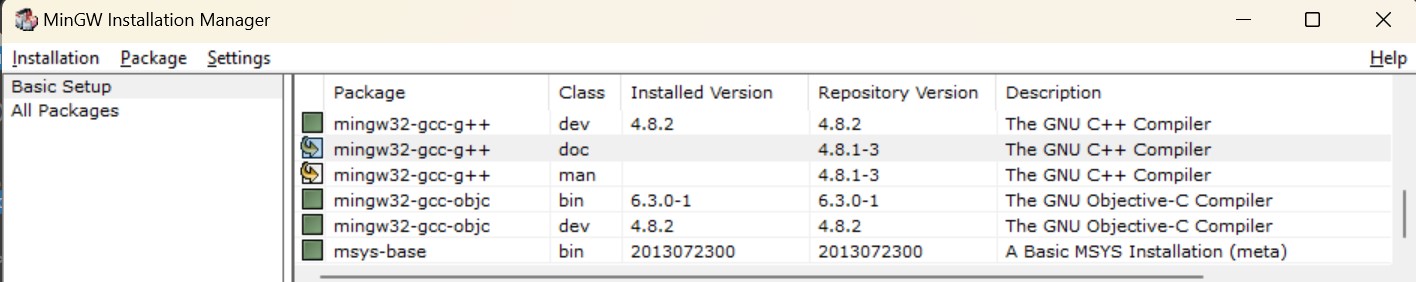 MinGW Installation Manager
Installation Package Settings Help
Basic Setup
All Packages
Package Class Installed Version Repository Version Description
mingw32-gcc-g++ dev 4.8.2 4.8.2 The GNU C++ Compiler
mingw32-gcc-g++ doc 4.8.1-3 The GNU C++ Compiler
mingw32-gcc-g++ man 4.8.1-3 The GNU C++ Compiler
mingw32-gcc-objc bin 6.3.0-1 6.3.0-1 The GNU Objective-C Compiler
mingw32-gcc-objc dev 4.8.2 4.8.2 The GNU Objective-C Compiler
msys-base bin 2013072300 2013072300 A Basic MSYS Installation (meta)